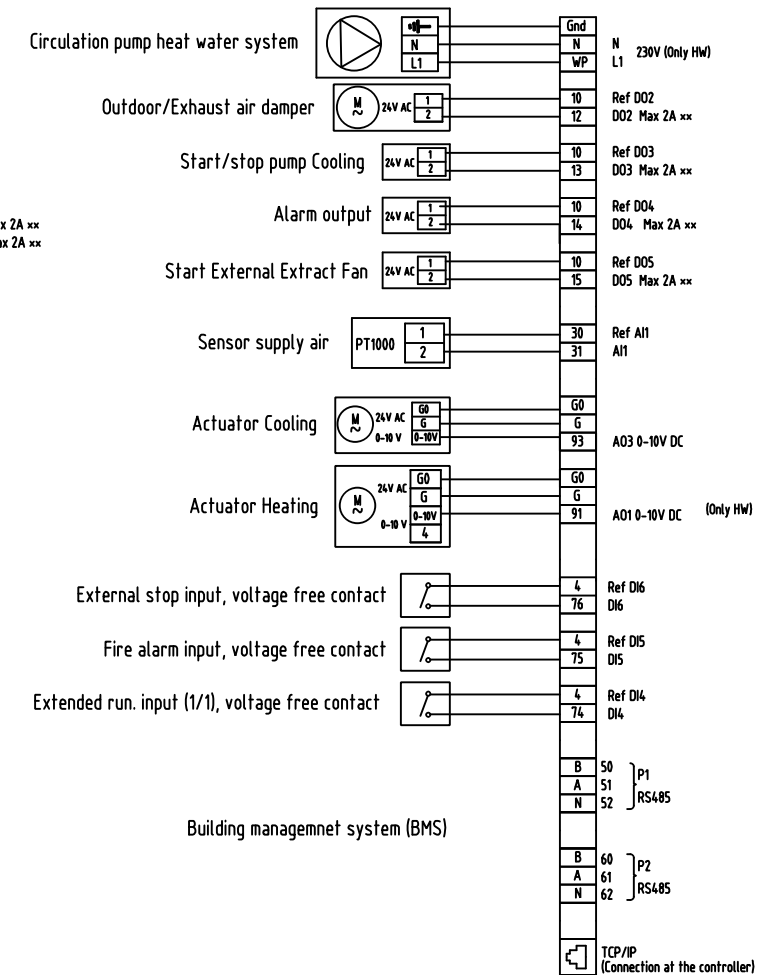 Circulation pump heat water system
N
L1
Gnd
N
WP
N
L1
230V (Only HW)
Outdoor/Exhaust air damper
M
~
24V AC
1
2
10
12
Ref DO2
DO2 Max 2A xx
Start/stop pump Cooling
24V AC
1
2
10
13
Ref DO3
DO3 Max 2A xx
x 2A xx
ax 2A xx
Alarm output
24V AC
1
2
10
14
Ref DO4
DO4 Max 2A xx
Start External Extract Fan
24V AC
1
2
10
15
Ref DO5
DO5 Max 2A xx
Sensor supply air
PT1000
1
2
30
31
Ref AI1
AI1
Actuator Cooling
M
~
24V AC
0-10 V
G0
G
0-10V
G0
G
93
AO3 0-10V DC
Actuator Heating
M
~
24V AC
0-10 V
G0
G
0-10V
4
G0
G
91
AO1 0-10V DC
(Only HW)
External stop input, voltage free contact
4
76
Ref DI6
DI6
Fire alarm input, voltage free contact
4
75
Ref DI5
DI5
Extended run. input (1/1), voltage free contact
4
74
Ref DI4
DI4
B 50
A 51
N 52
P1
RS485
Building managemnet system (BMS)
B 60
A 61
N 62
P2
RS485
TCP/IP
(Connection at the controller)